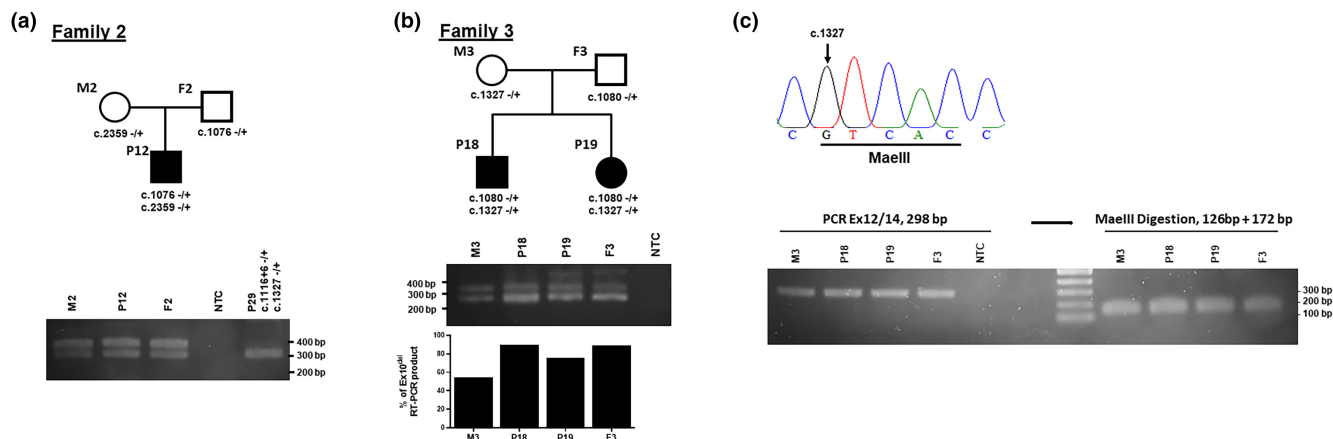 (a)
Family 2
M2
F2
c.2359 -/+
c.1076 -/+
P12
c.1076 -/+
c.2359 -/+
M2
P12
F2
NTC
P29
c.1116+6 -/+
c.1327 -/+
400 bp
300 bp
200 bp
(b)
Family 3
M3
F3
c.1327 -/+
c.1080 -/+
P18
P19
c.1080 -/+
c.1327 -/+
c.1080 -/+
c.1327 -/+
M3
P18
P19
F3
NTC
400 bp
300 bp
200 bp
% of Ex10del
RT-PCR product
100
80
60
40
20
0
M3
P18
P19
F3
(c)
c.1327
C G T C A C C
MaeIII
PCR Ex12/14, 298 bp
MaeIII Digestion, 126bp + 172 bp
M3
P18
P19
F3
NTC
M3
P18
P19
F3
300 bp
200 bp
100 bp